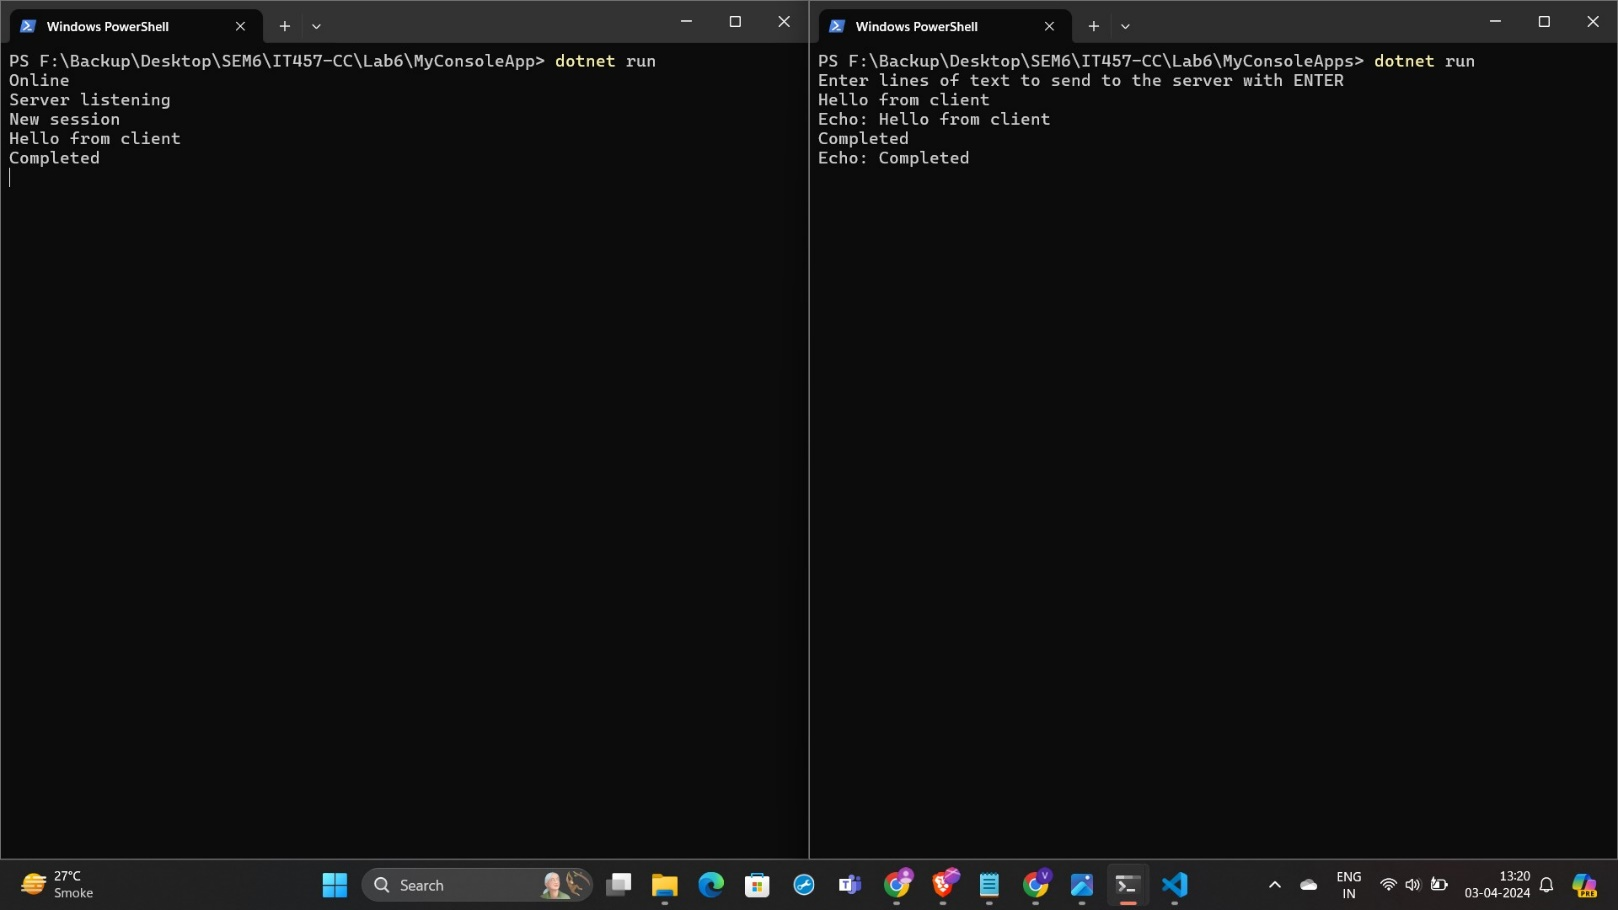 Windows PowerShell
PS F:\Backup\Desktop\SEM6\IT457-CC\Lab6\MyConsoleApp> dotnet run
Online
Server listening
New session
Hello from client
Completed
Windows PowerShell
PS F:\Backup\Desktop\SEM6\IT457-CC\Lab6\MyConsoleApps> dotnet run
Enter lines of text to send to the server with ENTER
Hello from client
Echo: Hello from client
Completed
Echo: Completed
27°C
Smoke
Search
ENG
IN
13:20
03-04-2024
PRE